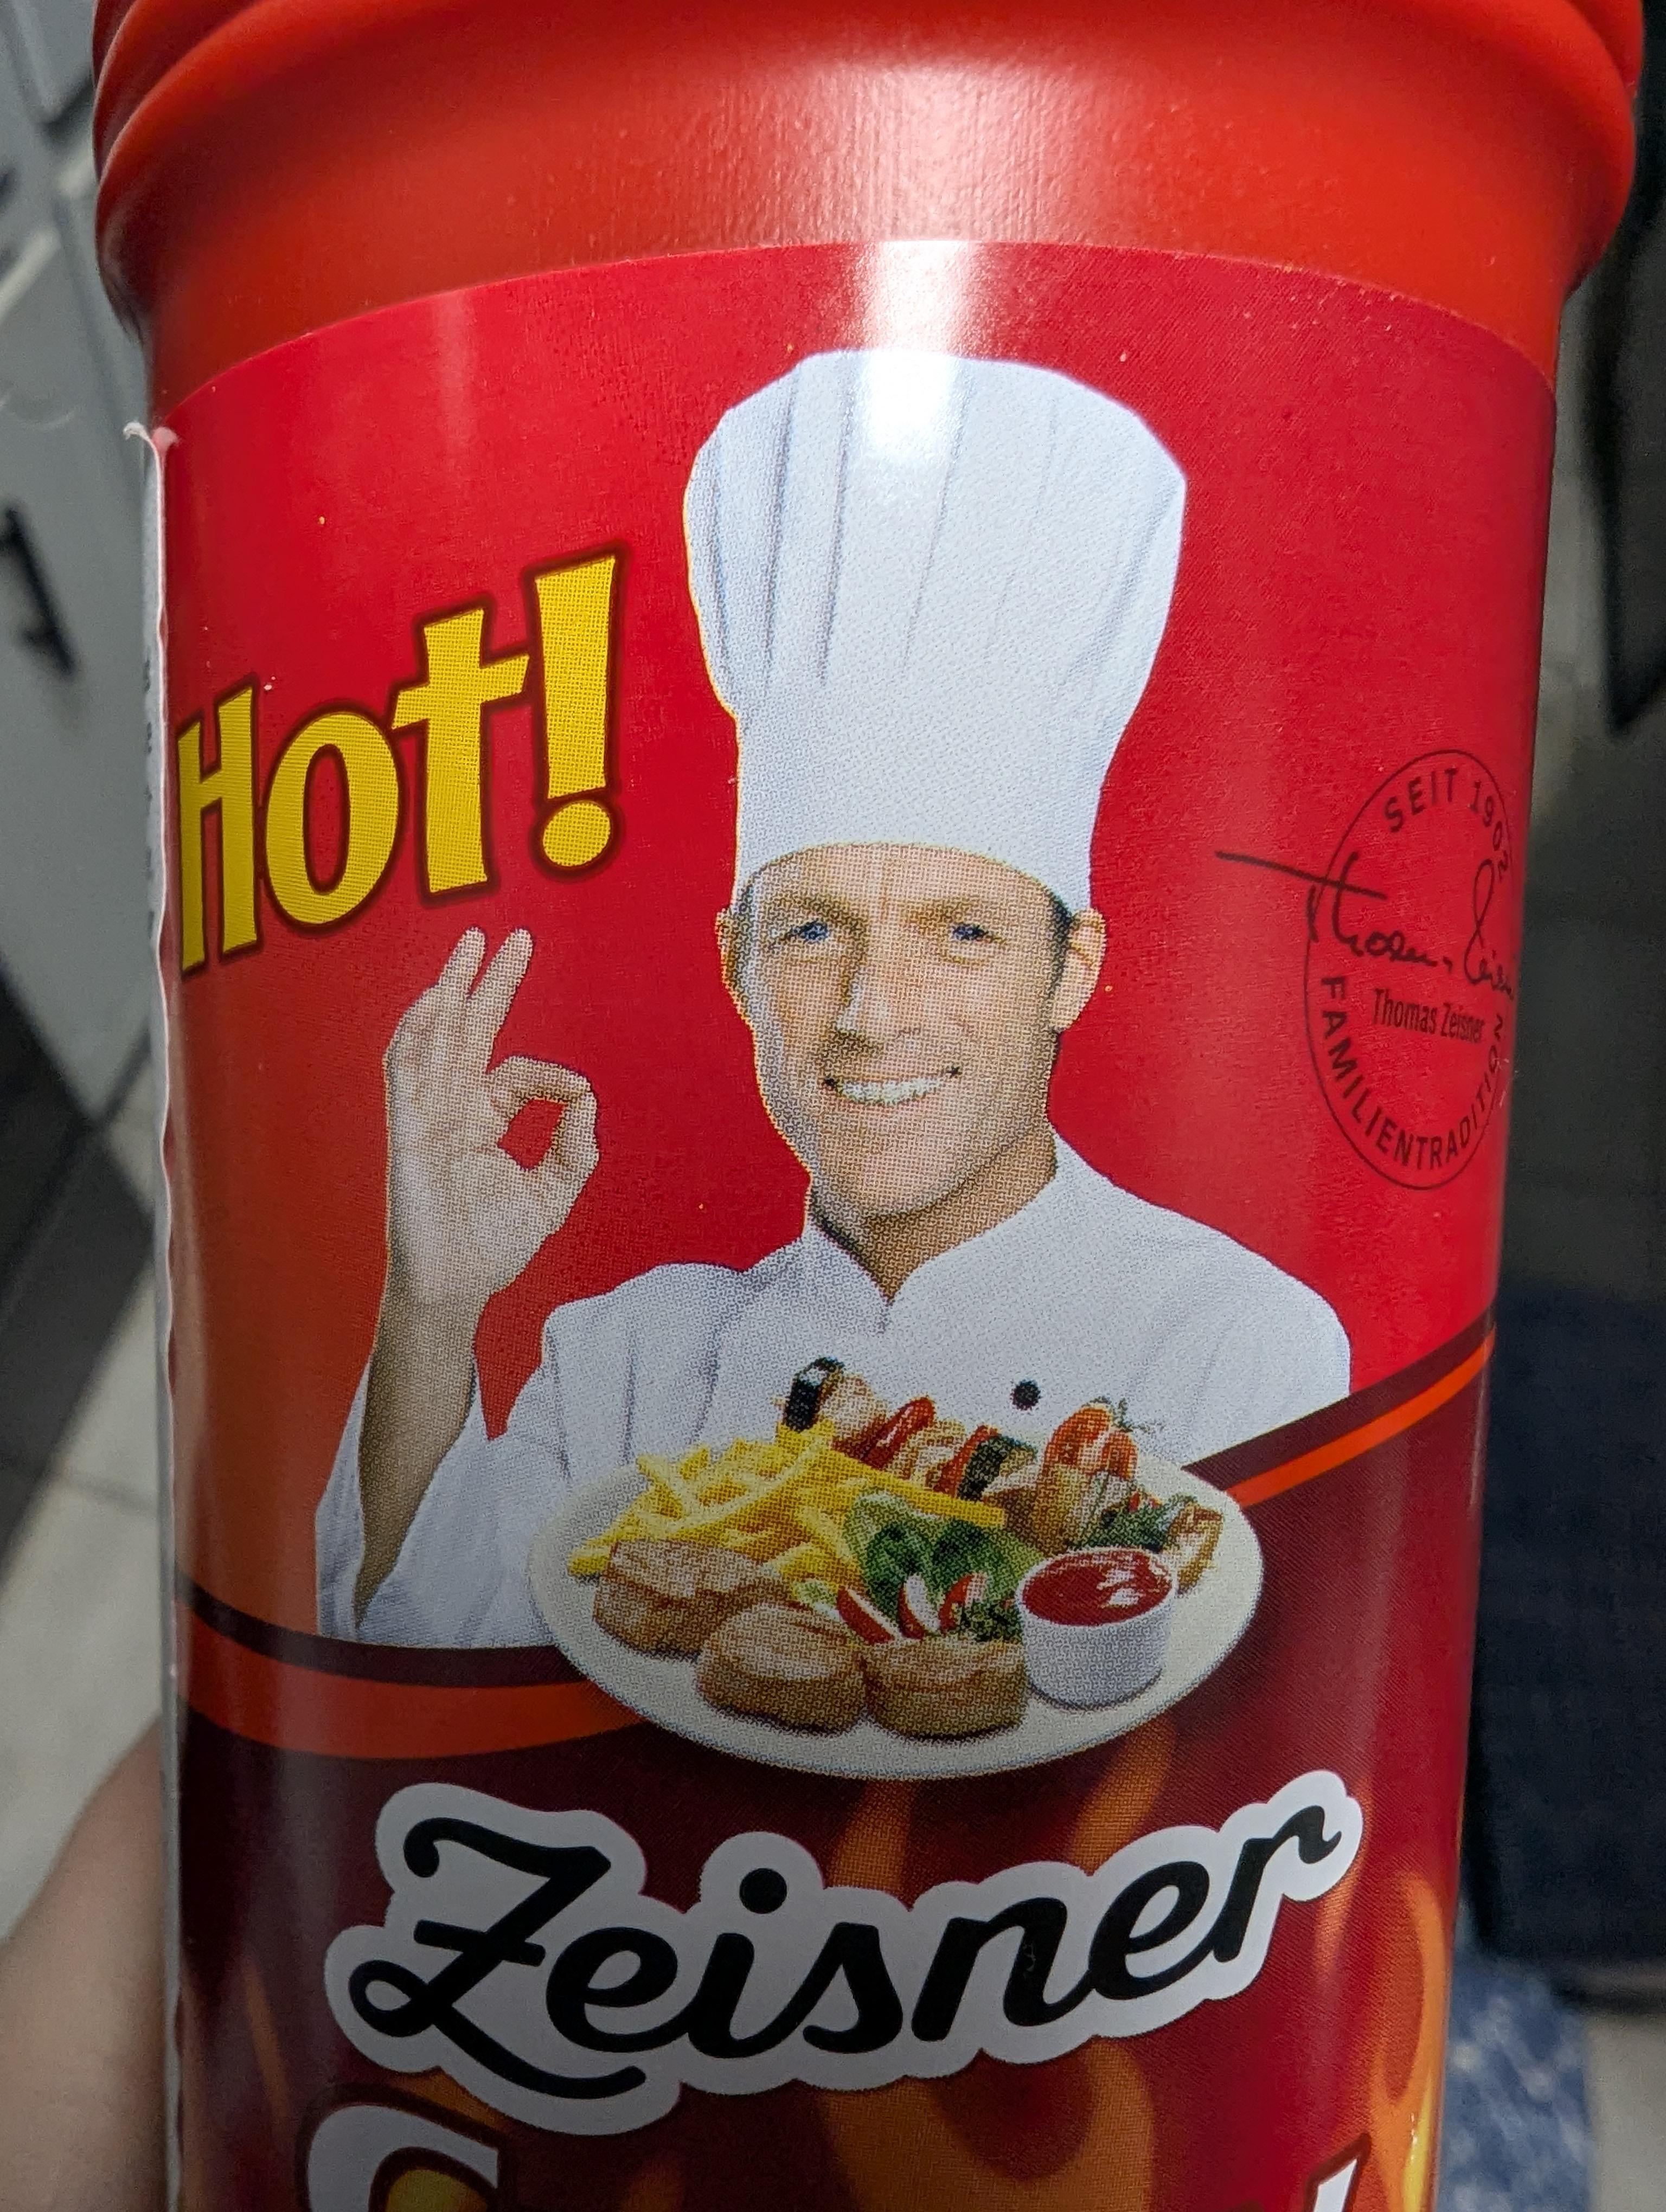 Hot!
SEIT 1902
Thomas Zeisner
FAMILIENTRADITION
Zeisner